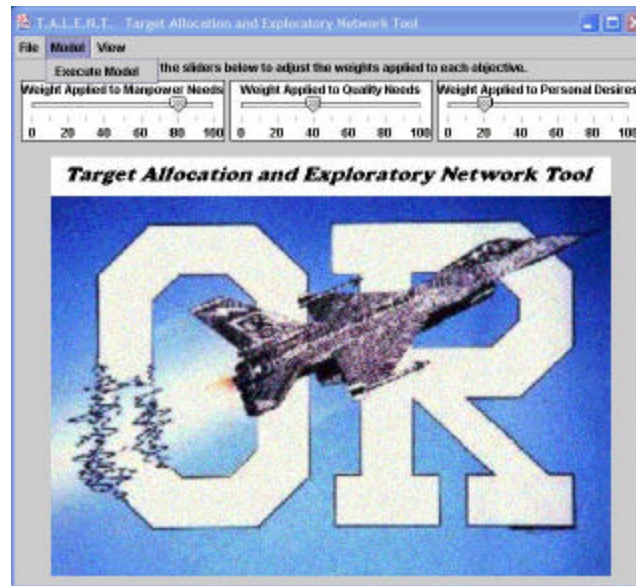 T.A.L.E.N.T. Target Allocation and Exploratory Network Tool
File Model View
Execute Model
the sliders below to adjust the weights applied to each objective.
Weight Applied to Manpower Needs Weight Applied to Quality Needs Weight Applied to Personal Desires
0 20 40 60 80 100 0 20 40 60 80 100 0 20 40 60 80 100
Target Allocation and Exploratory Network Tool
OR